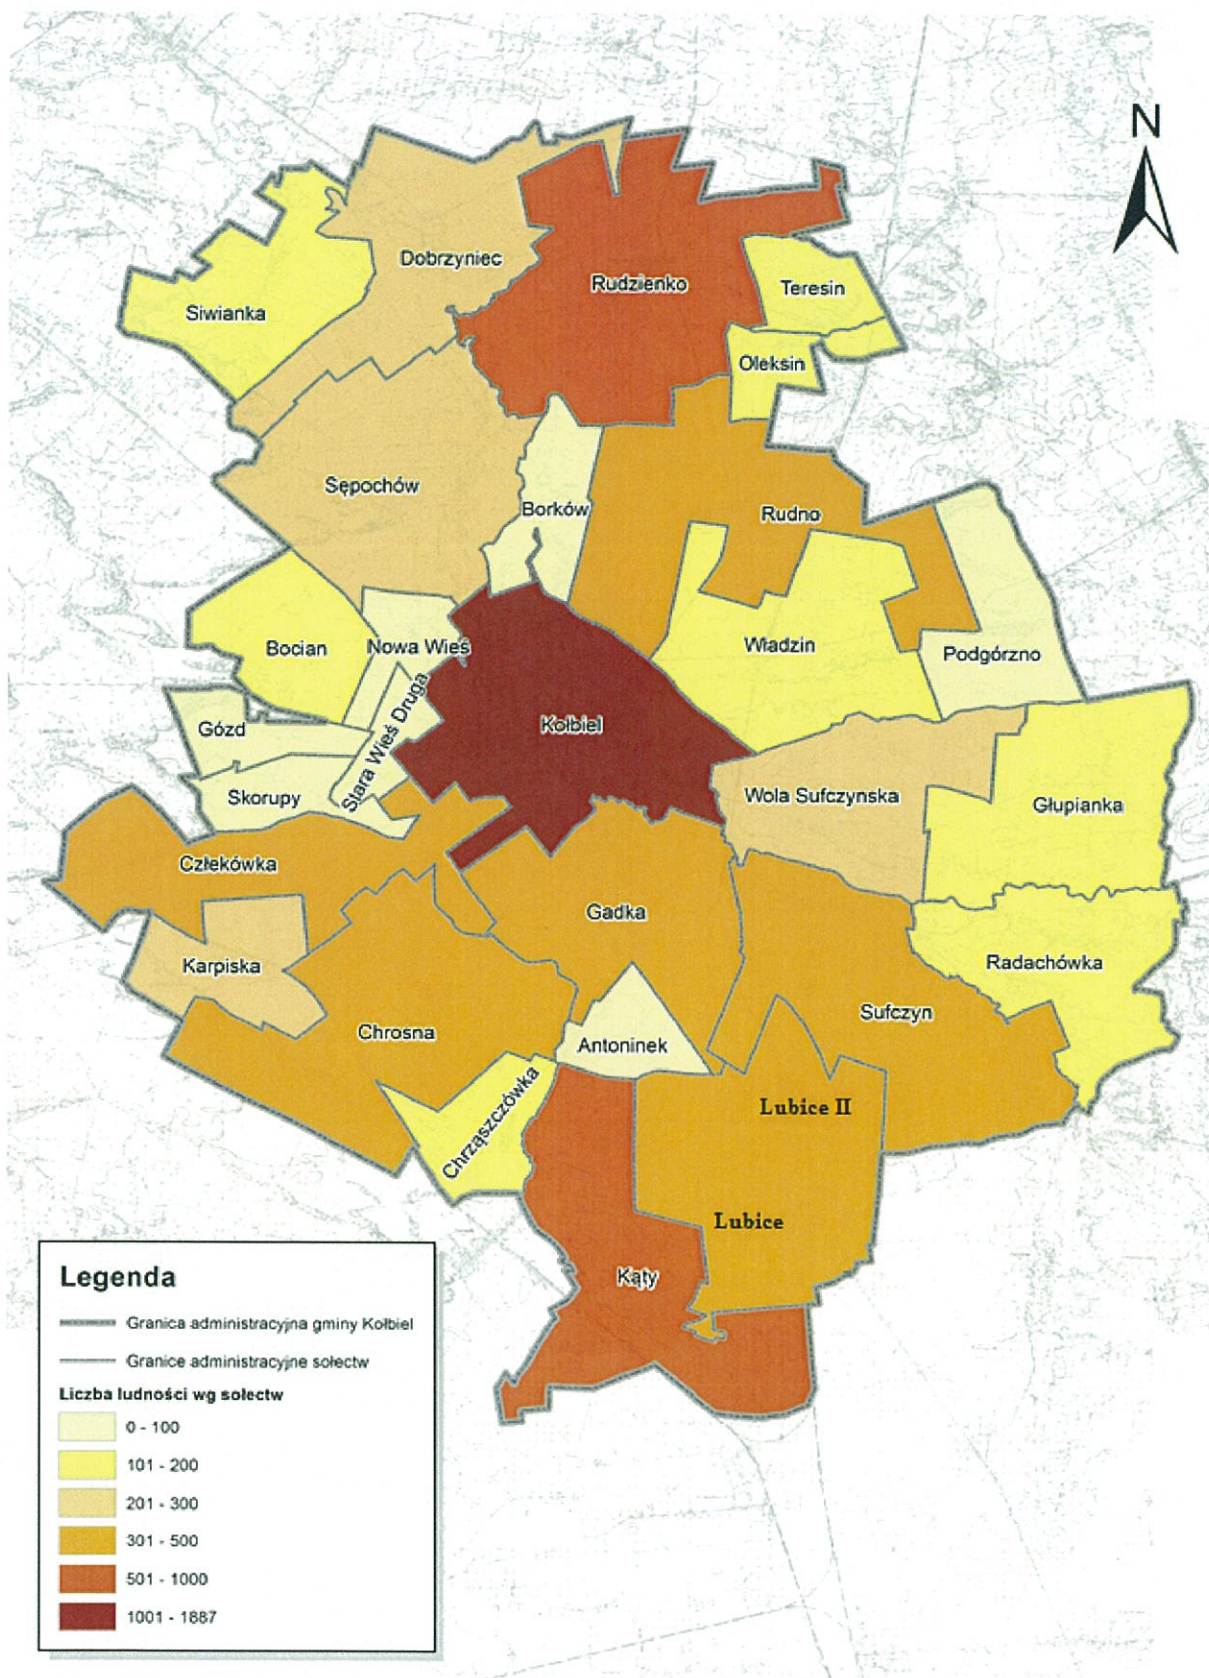 N
Dobrzyniec
Rudzienko
Teresin
Siwianka
Oleksin
Sępochów
Borków
Rudno
Bocian
Nowa Wieś
Władzin
Podgórzno
Gózd
Stara Wieś Druga
Kołbiel
Skorupy
Wola Sufczynska
Głupianka
Człekówka
Gadka
Karpiska
Radachówka
Chrosna
Sufczyn
Antoninek
Chrząszczówka
Lubice II
Lubice
Kąty
Legenda
Granica administracyjna gminy Kołbiel
Granice administracyjne sołectw
Liczba ludności wg sołectw
0 - 100
101 - 200
201 - 300
301 - 500
501 - 1000
1001 - 1887